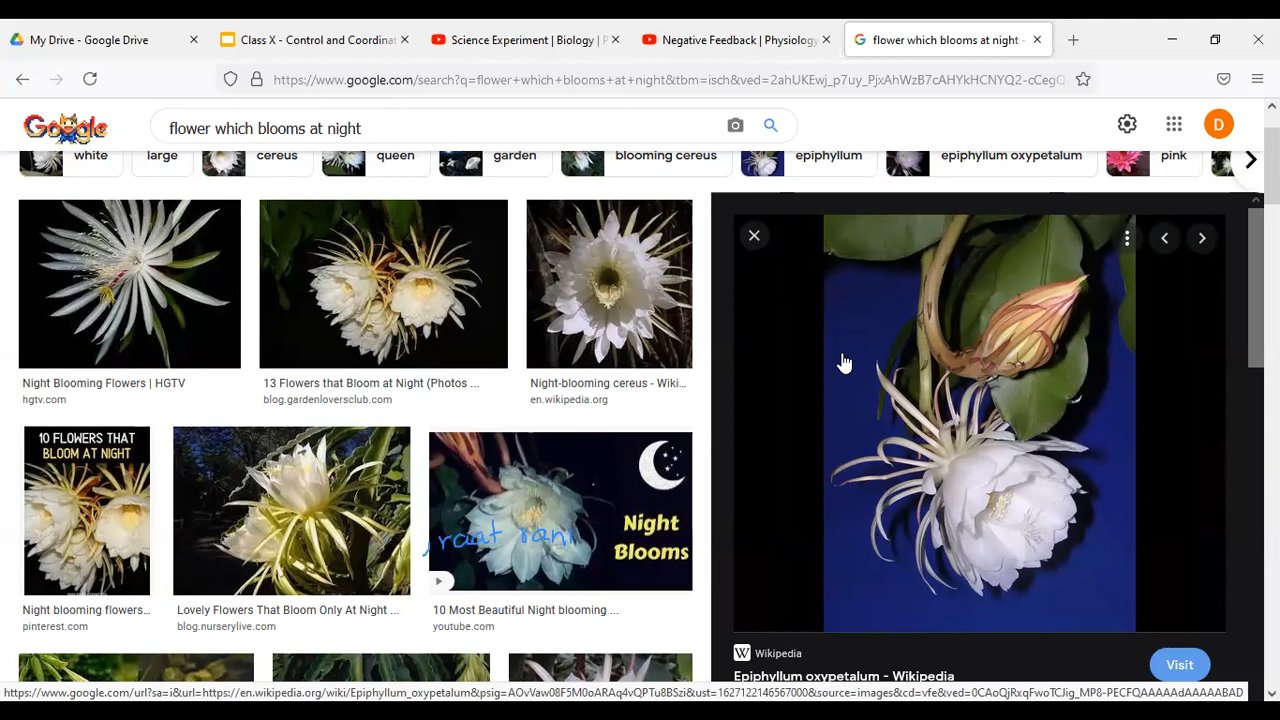 My Drive - Google Drive
Class X - Control and Coordinat
Science Experiment | Biology | P
Negative Feedback | Physiology
flower which blooms at night -
https://www.google.com/search?q=flower+which+blooms+at+night&tbm=isch&ved=2ahUKEwj_p7uy_PjxAhWzB7cAHYkHCNYQ2-cCegQ
Google
flower which blooms at night
D
white
large
cereus
queen
garden
blooming cereus
epiphyllum
epiphyllum oxypetalum
pink
Night Blooming Flowers | HGTV
hgtv.com
13 Flowers that Bloom at Night (Photos ...
blog.gardenloversclub.com
Night-blooming cereus - Wiki...
en.wikipedia.org
10 FLOWERS THAT
BLOOM AT NIGHT
raat rani
Night
Blooms
Night blooming flowers...
pinterest.com
Lovely Flowers That Bloom Only At Night ...
blog.nurserylive.com
10 Most Beautiful Night blooming ...
youtube.com
W Wikipedia
Epiphyllum oxypetalum - Wikipedia
Visit
https://www.google.com/url?sa=i&url=https://en.wikipedia.org/wiki/Epiphyllum_oxypetalum&psig=AOvVaw08F5M0oARAq4vQPTu8BSzi&ust=1627122146567000&source=images&cd=vfe&ved=0CAoQjRxqFwoTCJig_MP8-PECFQAAAAAdAAAAABAD